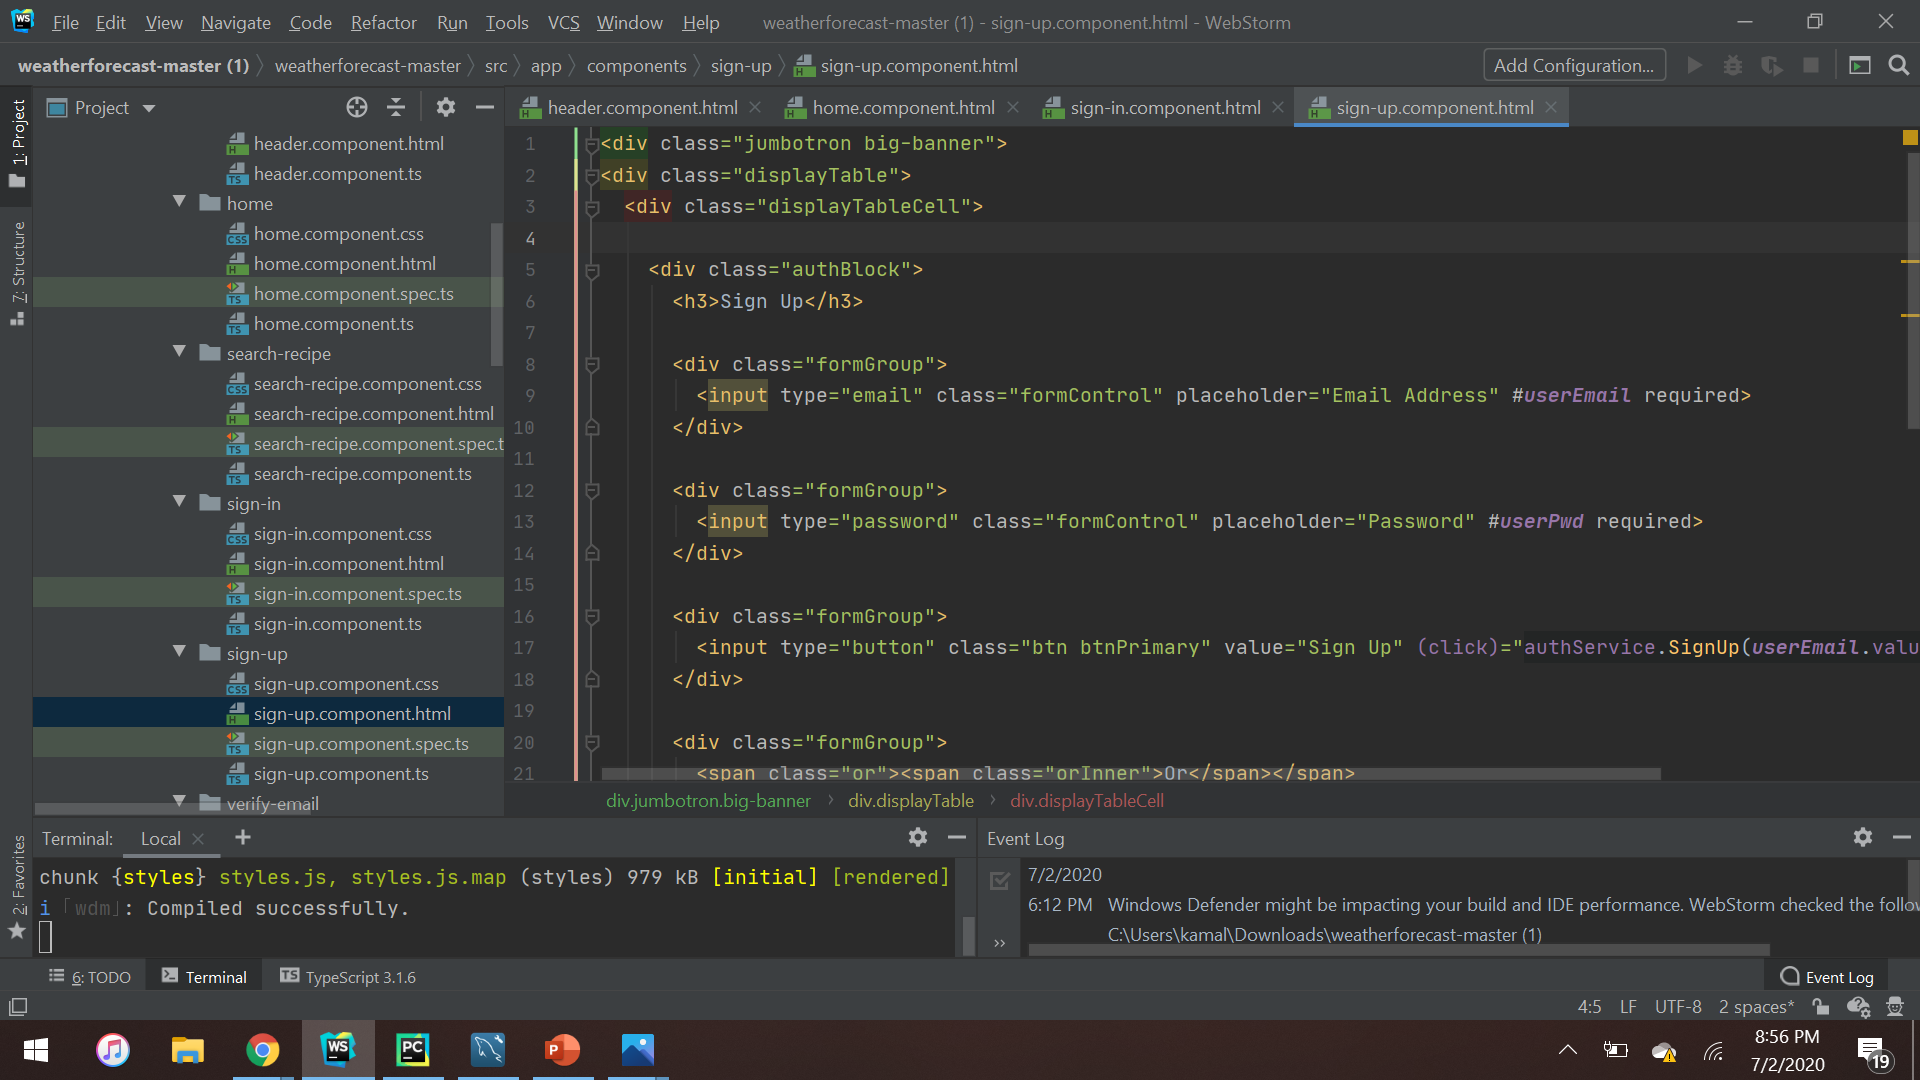 File Edit View Navigate Code Refactor Run Tools VCS Window Help weatherforecast-master (1) - sign-up.component.html - WebStorm
weatherforecast-master (1) weatherforecast-master src app components sign-up sign-up.component.html Add Configuration...
Project
header.component.html home.component.html sign-in.component.html sign-up.component.html
1: Project
7: Structure
2: Favorites
header.component.html
header.component.ts
home
home.component.css
home.component.html
home.component.spec.ts
home.component.ts
search-recipe
search-recipe.component.css
search-recipe.component.html
search-recipe.component.spec.t
search-recipe.component.ts
sign-in
sign-in.component.css
sign-in.component.html
sign-in.component.spec.ts
sign-in.component.ts
sign-up
sign-up.component.css
sign-up.component.html
sign-up.component.spec.ts
sign-up.component.ts
verify-email
1 <div class="jumbotron big-banner">
2 <div class="displayTable">
3 <div class="displayTableCell">
4
5 <div class="authBlock">
6 <h3>Sign Up</h3>
7
8 <div class="formGroup">
9 <input type="email" class="formControl" placeholder="Email Address" #userEmail required>
10 </div>
11
12 <div class="formGroup">
13 <input type="password" class="formControl" placeholder="Password" #userPwd required>
14 </div>
15
16 <div class="formGroup">
17 <input type="button" class="btn btnPrimary" value="Sign Up" (click)="authService.SignUp(userEmail.valu
18 </div>
19
20 <div class="formGroup">
21 <span class="or"><span class="orInner">Or</span></span>
div.jumbotron.big-banner div.displayTable div.displayTableCell
Terminal: Local +
chunk {styles} styles.js, styles.js.map (styles) 979 kB [initial] [rendered]
i 「wdm」: Compiled successfully.
Event Log
7/2/2020
6:12 PM Windows Defender might be impacting your build and IDE performance. WebStorm checked the follow
C:\Users\kamal\Downloads\weatherforecast-master (1)
6: TODO Terminal TypeScript 3.1.6 Event Log
4:5 LF UTF-8 2 spaces*
8:56 PM
7/2/2020
19